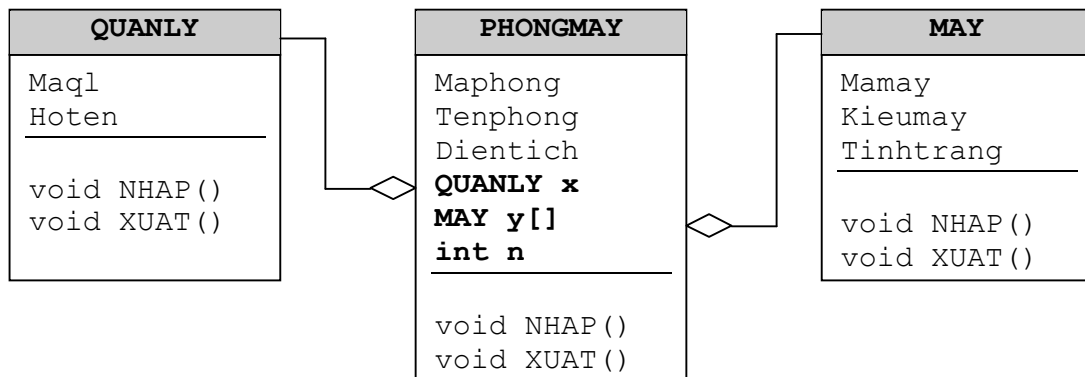 QUANLY
Maql
Hoten
void NHAP()
void XUAT()
PHONGMAY
Maphong
Tenphong
Dientich
QUANLY x
MAY y[]
int n
void NHAP()
void XUAT()
MAY
Mamay
Kieumay
Tinhtrang
void NHAP()
void XUAT()